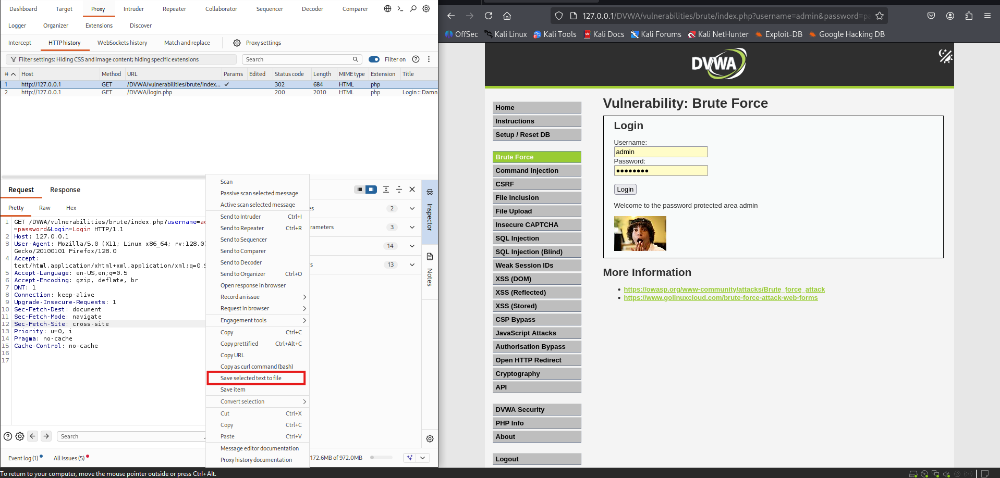 Dashboard Target Proxy Intruder Repeater Collaborator Sequencer Decoder Comparer
Logger Organizer Extensions Discover
Intercept HTTP history WebSockets history Match and replace Proxy settings
Filter settings: Hiding CSS and image content; hiding specific extensions Search Filter on
# Host Method URL Params Edited Status code Length MIME type Extension Title
1 http://127.0.0.1 GET /DVWA/vulnerabilities/brute/index... ✓ 302 684 HTML php
2 http://127.0.0.1 GET /DVWA/login.php 200 2010 HTML php Login :: Damn
Request Response
Pretty Raw Hex
1 GET /DVWA/vulnerabilities/brute/index.php?username=ad
=password&Login=Login HTTP/1.1
2 Host: 127.0.0.1
3 User-Agent: Mozilla/5.0 (X11; Linux x86_64; rv:128.0)
Gecko/20100101 Firefox/128.0
4 Accept:
text/html,application/xhtml+xml,application/xml;q=0.9
5 Accept-Language: en-US,en;q=0.5
6 Accept-Encoding: gzip, deflate, br
7 DNT: 1
8 Connection: keep-alive
9 Upgrade-Insecure-Requests: 1
10 Sec-Fetch-Dest: document
11 Sec-Fetch-Mode: navigate
12 Sec-Fetch-Site: cross-site
13 Priority: u=0, i
14 Pragma: no-cache
15 Cache-Control: no-cache
16
17
Scan
Passive scan selected message
Active scan selected message
Send to Intruder Ctrl+I
Send to Repeater Ctrl+R
Send to Sequencer
Send to Comparer
Send to Decoder
Send to Organizer Ctrl+O
Open response in browser
Record an issue
Request in browser
Engagement tools
Copy Ctrl+C
Copy prettified Ctrl+Alt+C
Copy URL
Copy as curl command (bash)
Save selected text to file
Save item
Convert selection
Cut Ctrl+X
Copy Ctrl+C
Paste Ctrl+V
Message editor documentation
Proxy history documentation
es 2
rameters 3
14
rs 13
Inspector
Notes
Search
Event log (1) All issues (5) 172.6MB of 972.0MB
To return to your computer, move the mouse pointer outside or press Ctrl+Alt.
127.0.0.1/DVWA/vulnerabilities/brute/index.php?username=admin&password=pa
OffSec Kali Linux Kali Tools Kali Docs Kali Forums Kali NetHunter Exploit-DB Google Hacking DB
DVWA
Home
Instructions
Setup / Reset DB
Brute Force
Command Injection
CSRF
File Inclusion
File Upload
Insecure CAPTCHA
SQL Injection
SQL Injection (Blind)
Weak Session IDs
XSS (DOM)
XSS (Reflected)
XSS (Stored)
CSP Bypass
JavaScript Attacks
Authorisation Bypass
Open HTTP Redirect
Cryptography
API
DVWA Security
PHP Info
About
Logout
Vulnerability: Brute Force
Login
Username:
admin
Password:
●●●●●●●●
Login
Welcome to the password protected area admin
More Information
• https://owasp.org/www-community/attacks/Brute_force_attack
• https://www.golinuxcloud.com/brute-force-attack-web-forms